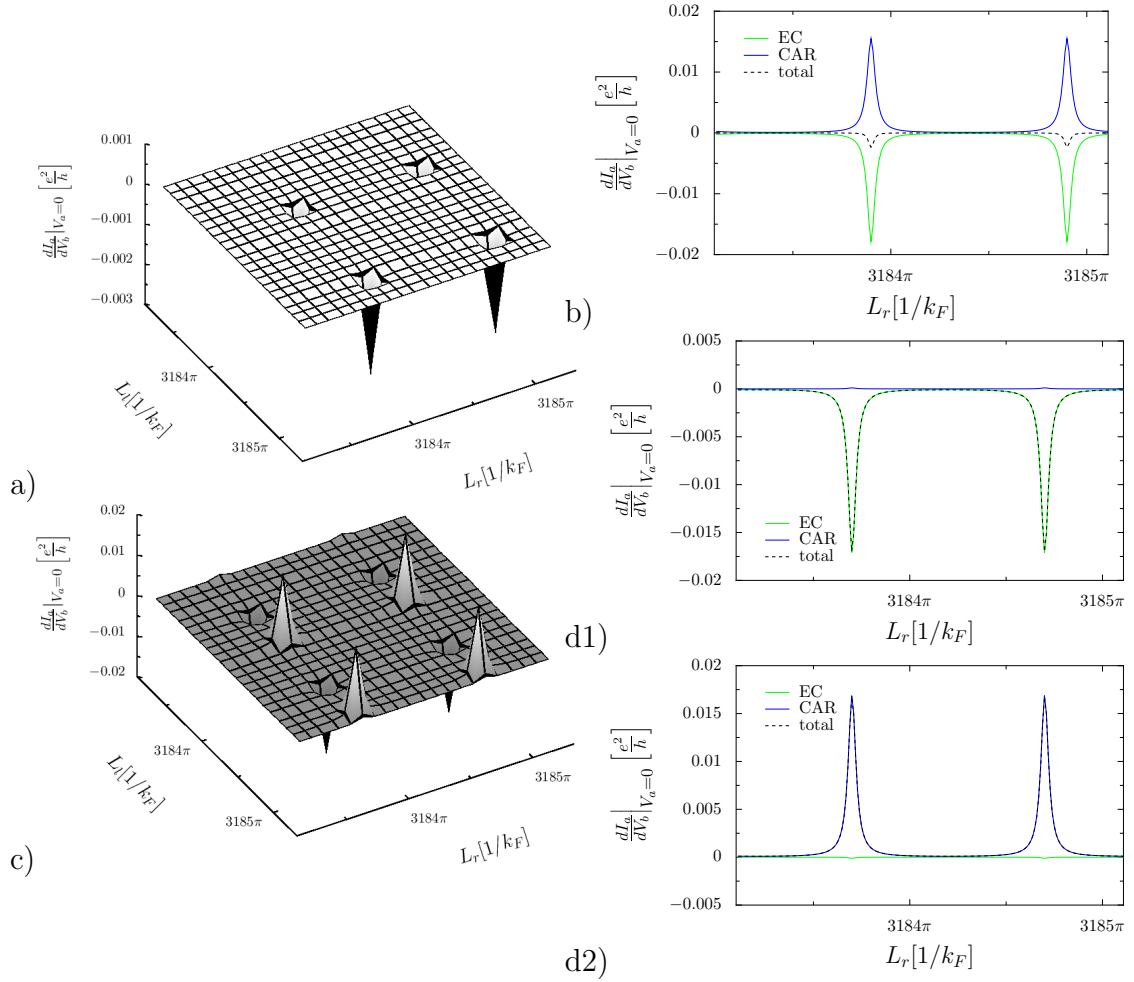 a)
0.001
0
−0.001
−0.002
−0.003
dI_a/dV_b|_{V_a=0} [e²/h]
3184π
3185π
L_l[1/k_F]
3184π
3185π
L_r[1/k_F]
b)
0.02
0.01
0
−0.01
−0.02
dI_a/dV_b|_{V_a=0} [e²/h]
EC
CAR
total
3184π
3185π
L_r[1/k_F]
c)
0.02
0.01
0
−0.01
−0.02
dI_a/dV_b|_{V_a=0} [e²/h]
3184π
3185π
L_l[1/k_F]
3184π
3185π
L_r[1/k_F]
d1)
0.005
0
−0.005
−0.01
−0.015
−0.02
dI_a/dV_b|_{V_a=0} [e²/h]
EC
CAR
total
3184π
3185π
L_r[1/k_F]
d2)
0.02
0.015
0.01
0.005
0
−0.005
dI_a/dV_b|_{V_a=0} [e²/h]
EC
CAR
total
3184π
3185π
L_r[1/k_F]